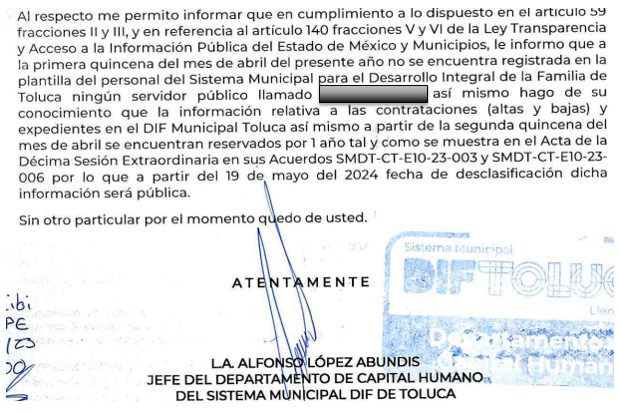 Al respecto me permito informar que en cumplimiento a lo dispuesto en el artículo 59
fracciones II y III, y en referencia al artículo 140 fracciones V y VI de la Ley Transparencia
y Acceso a la Información Pública del Estado de México y Municipios, le informo que a
la primera quincena del mes de abril del presente año no se encuentra registrada en la
plantilla del personal del Sistema Municipal para el Desarrollo Integral de la Familia de
Toluca ningún servidor público llamado así mismo hago de su
conocimiento que la información relativa a las contrataciones (altas y bajas) y
expedientes en el DIF Municipal Toluca así mismo a partir de la segunda quincena del
mes de abril se encuentran reservados por 1 año tal y como se muestra en el Acta de la
Décima Sesión Extraordinaria en sus Acuerdos SMDT-CT-E10-23-003 y SMDT-CT-E10-23-
006 por lo que a partir del 19 de mayo del 2024 fecha de desclasificación dicha
información será pública.
Sin otro particular por el momento quedo de usted.
Sistema Municipal
DIF TOLUC
ATENTAMENTE
L.A. ALFONSO LÓPEZ ABUNDIS
JEFE DEL DEPARTAMENTO DE CAPITAL HUMANO
DEL SISTEMA MUNICIPAL DIF DE TOLUCA